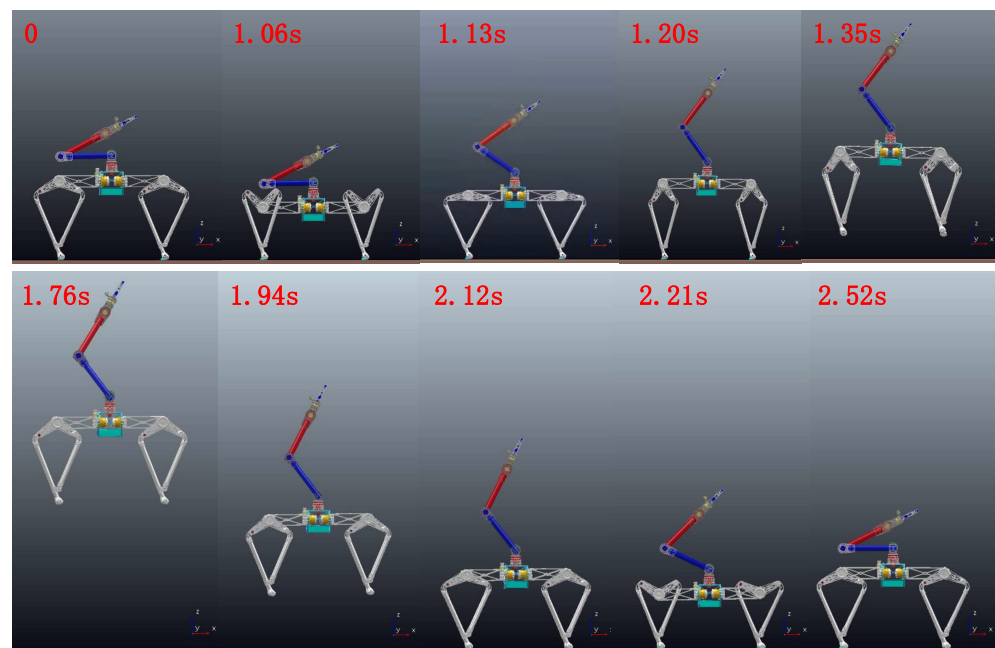 0
1.06s
1.13s
1.20s
1.35s
z
y x
z
y x
z
y x
z
y x
z
y x
1.76s
1.94s
2.12s
2.21s
2.52s
z
y x
z
y x
z
y
z
y x
z
y x